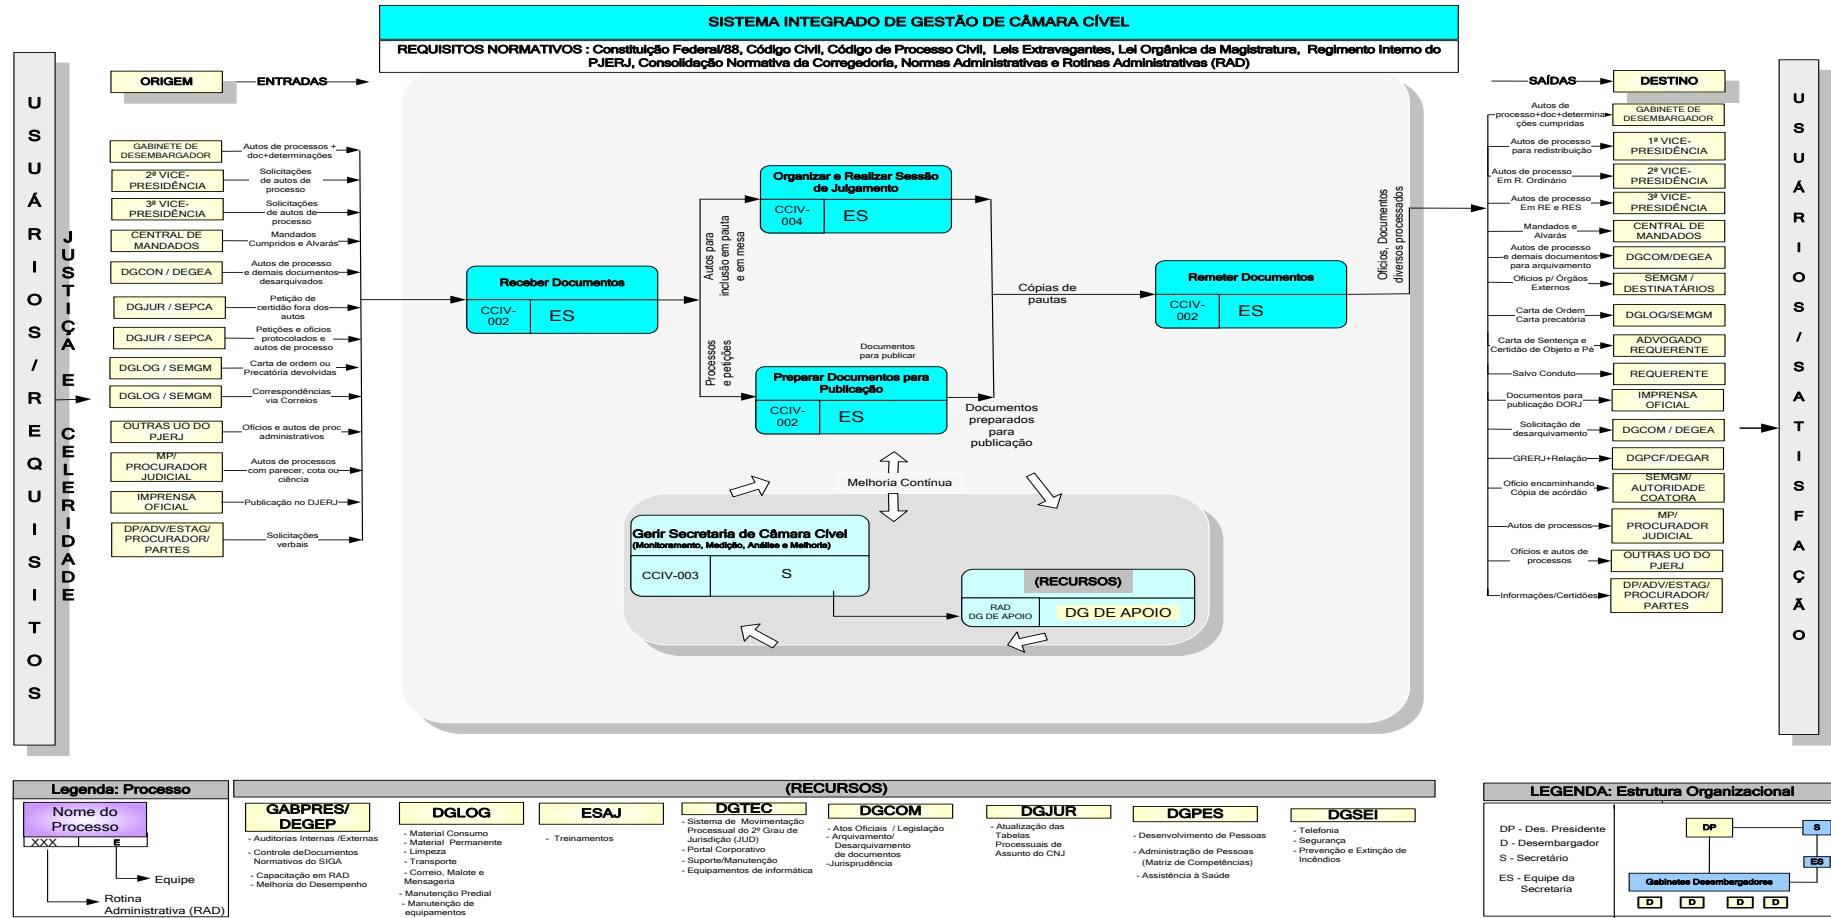 SISTEMA INTEGRADO DE GESTÃO DE CÂMARA CÍVEL
REQUISITOS NORMATIVOS : Constituição Federal/88, Código Civil, Código de Processo Civil, Leis Extravagantes, Lei Orgânica da Magistratura, Regimento Interno do
PJERJ, Consolidação Normativa da Corregedoria, Normas Administrativas e Rotinas Administrativas (RAD)
USUÁRIOS/REQUISITOS
JUSTIÇA E CELERIDADE
ORIGEM
ENTRADAS
GABINETE DE
DESEMBARGADOR
Autos de processos +
doc+determinações
2ª VICE-
PRESIDÊNCIA
Solicitações
de autos de
processo
3ª VICE-
PRESIDÊNCIA
Solicitações
de autos de
processo
CENTRAL DE
MANDADOS
Mandados
Cumpridos e Alvarás
DGCON / DEGEA
Autos de processo
e demais documentos
desarquivados
DGJUR / SEPCA
Petição de
certidão fora dos
autos
DGJUR / SEPCA
Petições e ofícios
protocolados e
autos de processo
DGLOG / SEMGM
Carta de ordem ou
Precatória devolvidas
DGLOG / SEMGM
Correspondências
via Correios
OUTRAS UO DO
PJERJ
Ofícios e autos de proc
administrativos
MP/
PROCURADOR
JUDICIAL
Autos de processos
com parecer, cota ou
ciência
IMPRENSA
OFICIAL
Publicação no DJERJ
DP/ADV/ESTAG/
PROCURADOR/
PARTES
Solicitações
verbais
Receber Documentos
CCIV-
002
ES
Autos para
inclusão em pauta
e em mesa
Processos
e petições
Organizar e Realizar Sessão
de Julgamento
CCIV-
004
ES
Documentos
para publicar
Preparar Documentos para
Publicação
CCIV-
002
ES
Documentos
preparados
para
publicação
Cópias de
pautas
Remeter Documentos
CCIV-
002
ES
Ofícios, Documentos
diversos processados
Melhoria Contínua
Gerir Secretaria de Câmara Cível
(Monitoramento, Medição, Análise e Melhoria)
CCIV-003
S
(RECURSOS)
RAD
DG DE APOIO
DG DE APOIO
SAÍDAS
DESTINO
Autos de
processo+doc+determina
ções cumpridas
GABINETE DE
DESEMBARGADOR
Autos de processo
para redistribuição
1ª VICE-
PRESIDÊNCIA
Autos de processo
Em R. Ordinário
2ª VICE-
PRESIDÊNCIA
Autos de processo
Em RE e RES
3ª VICE-
PRESIDÊNCIA
Mandados e
Alvarás
CENTRAL DE
MANDADOS
Autos de processo
e demais documentos
para arquivamento
DGCOM/DEGEA
Ofícios p/ Órgãos
Externos
SEMGM /
DESTINATÁRIOS
Carta de Ordem
Carta precatória
DGLOG/SEMGM
Carta de Sentença e
Certidão de Objeto e Pé
ADVOGADO
REQUERENTE
Salvo Conduto
REQUERENTE
Documentos para
publicação DORJ
IMPRENSA
OFICIAL
Solicitação de
desarquivamento
DGCOM / DEGEA
GRERJ+Relação
DGPCF/DEGAR
Ofício encaminhando
Cópia de acórdão
SEMGM/
AUTORIDADE
COATORA
Autos de processos
MP/
PROCURADOR
JUDICIAL
Ofícios e autos de
processos
OUTRAS UO DO
PJERJ
Informações/Certidões
DP/ADV/ESTAG/
PROCURADOR/
PARTES
USUÁRIOS/SATISFAÇÃO
Legenda: Processo
Nome do
Processo
XXX
E
Equipe
Rotina
Administrativa (RAD)
(RECURSOS)
GABPRES/
DEGEP
- Auditorias Internas /Externas
- Controle deDocumentos
Normativos do SIGA
- Capacitação em RAD
- Melhoria do Desempenho
DGLOG
- Material Consumo
- Material Permanente
- Limpeza
- Transporte
- Correio, Malote e
Mensageria
- Manutenção Predial
- Manutenção de
equipamentos
ESAJ
- Treinamentos
DGTEC
- Sistema de Movimentação
Processual do 2º Grau de
Jurisdição (JUD)
- Portal Corporativo
- Suporte/Manutenção
- Equipamentos de informática
DGCOM
- Atos Oficiais / Legislação
- Arquivamento/
Desarquivamento
de documentos
-Jurisprudência
DGJUR
- Atualização das
Tabelas
Processuais de
Assunto do CNJ
DGPES
- Desenvolvimento de Pessoas
- Administração de Pessoas
(Matriz de Competências)
- Assistência à Saúde
DGSEI
- Telefonia
- Segurança
- Prevenção e Extinção de
Incêndios
LEGENDA: Estrutura Organizacional
DP - Des. Presidente
D - Desembargador
S - Secretário
ES - Equipe da
Secretaria
DP
S
ES
Gabinetes Desembargadores
D D D D